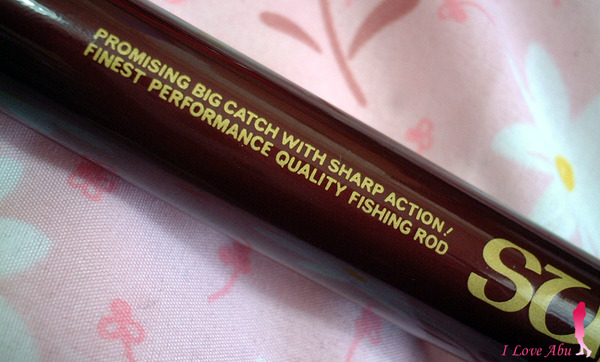 PROMISING BIG CATCH WITH SHARP ACTION!
FINEST PERFORMANCE QUALITY FISHING ROD
I Love Abu